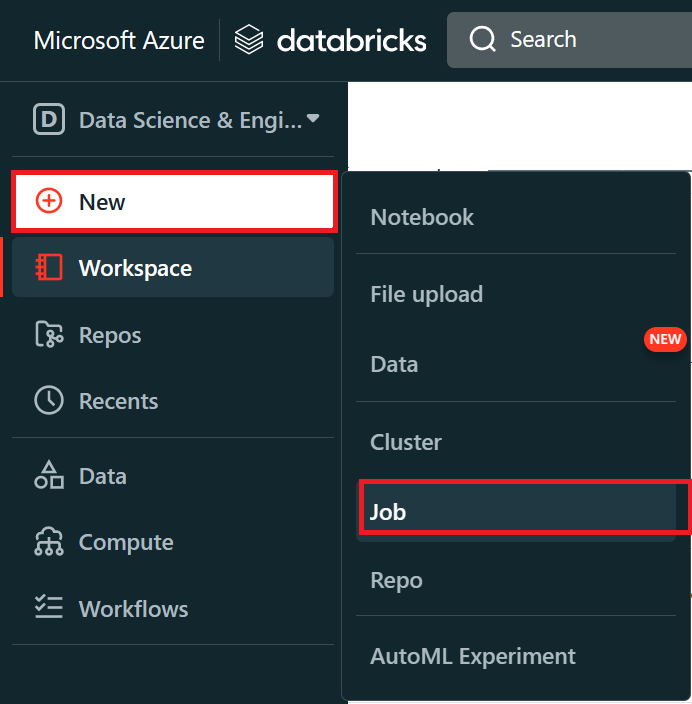 Microsoft Azure databricks Search
D Data Science & Engi...
New
Workspace
Repos
Recents
Data
Compute
Workflows
Notebook
File upload
NEW
Data
Cluster
Job
Repo
AutoML Experiment